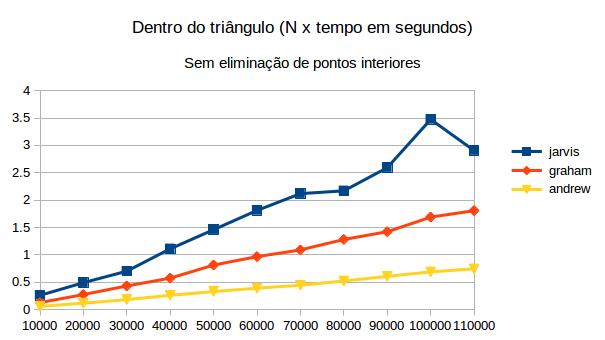 Dentro do triângulo (N x tempo em segundos)
Sem eliminação de pontos interiores
4
3.5
3
2.5
2
1.5
1
0.5
0
10000 20000 30000 40000 50000 60000 70000 80000 90000 100000 110000
jarvis
graham
andrew